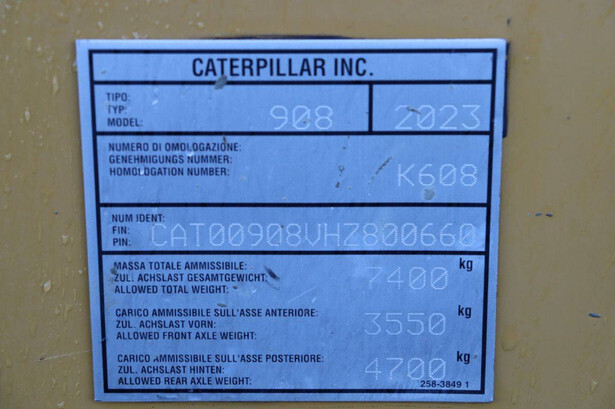 CATERPILLAR INC.
TIPO:
TYP:
MODEL: 908 2023
NUMERO DI OMOLOGAZIONE:
GENEHMIGUNGS NUMMER:
HOMOLOGATION NUMBER: K608
NUM IDENT:
FIN:
PIN: CAT00908VHZ800660
MASSA TOTALE AMMISSIBILE: kg
ZUL. ACHSLAST GESAMTGEWICHT: 7400
ALLOWED TOTAL WEIGHT:
CARICO AMMISSIBILE SULL'ASSE ANTERIORE: kg
ZUL. ACHSLAST VORN: 3550
ALLOWED FRONT AXLE WEIGHT:
CARICO AMMISSIBILE SULL'ASSE POSTERIORE: kg
ZUL. ACHSLAST HINTEN: 4700
ALLOWED REAR AXLE WEIGHT: 258-3849 1